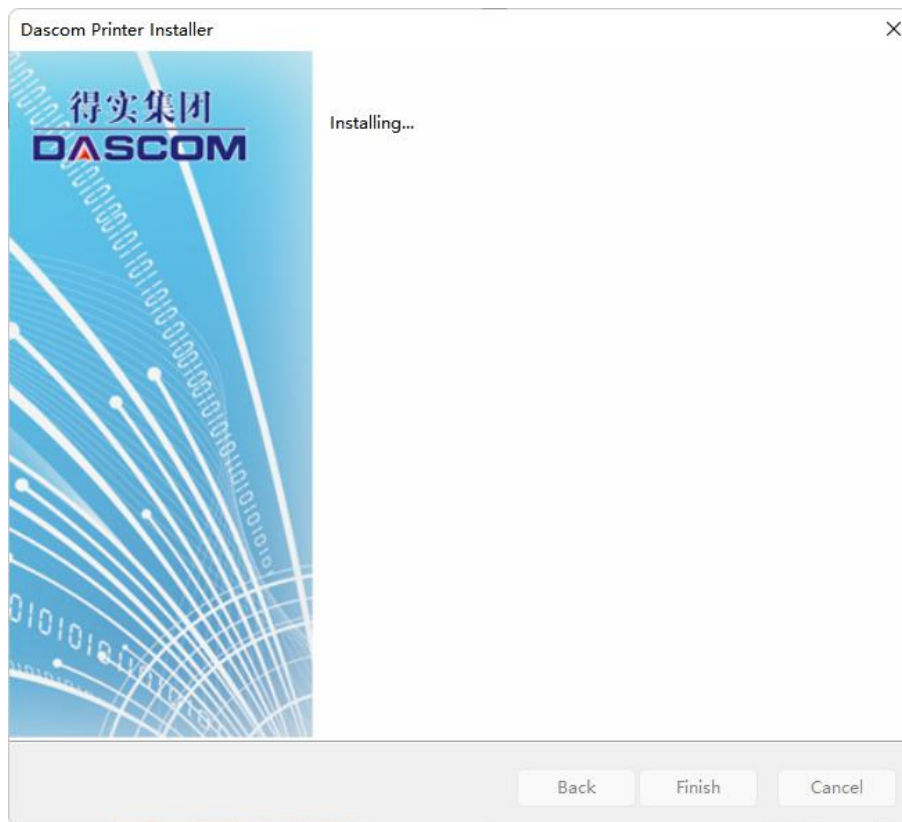 Dascom Printer Installer
得实集团
DASCOM
Installing...
Back
Finish
Cancel